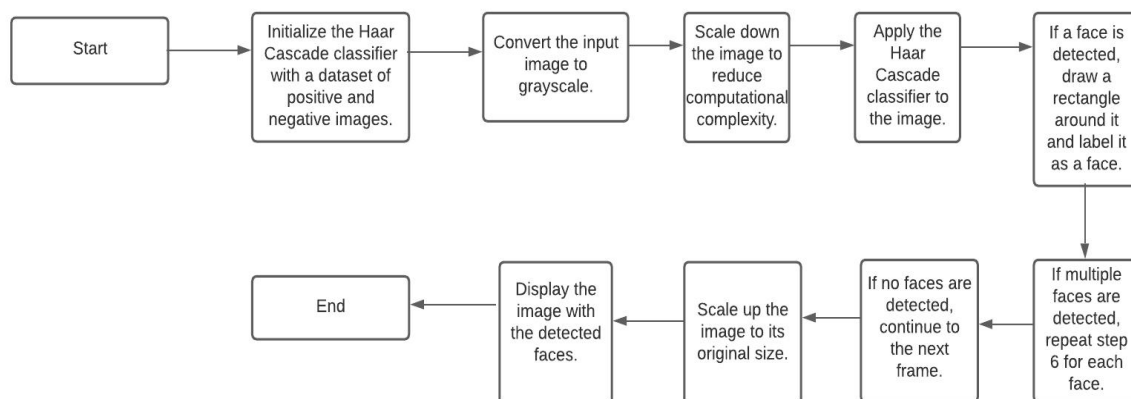 Start
Initialize the Haar
Cascade classifier
with a dataset of
positive and
negative images.
Convert the input
image to
grayscale.
Scale down
the image to
reduce
computational
complexity.
Apply the
Haar
Cascade
classifier to
the image.
If a face is
detected,
draw a
rectangle
around it
and label it
as a face.
If multiple
faces are
detected,
repeat step
6 for each
face.
If no faces are
detected,
continue to
the next
frame.
Scale up the
image to its
original size.
Display the
image with
the detected
faces.
End